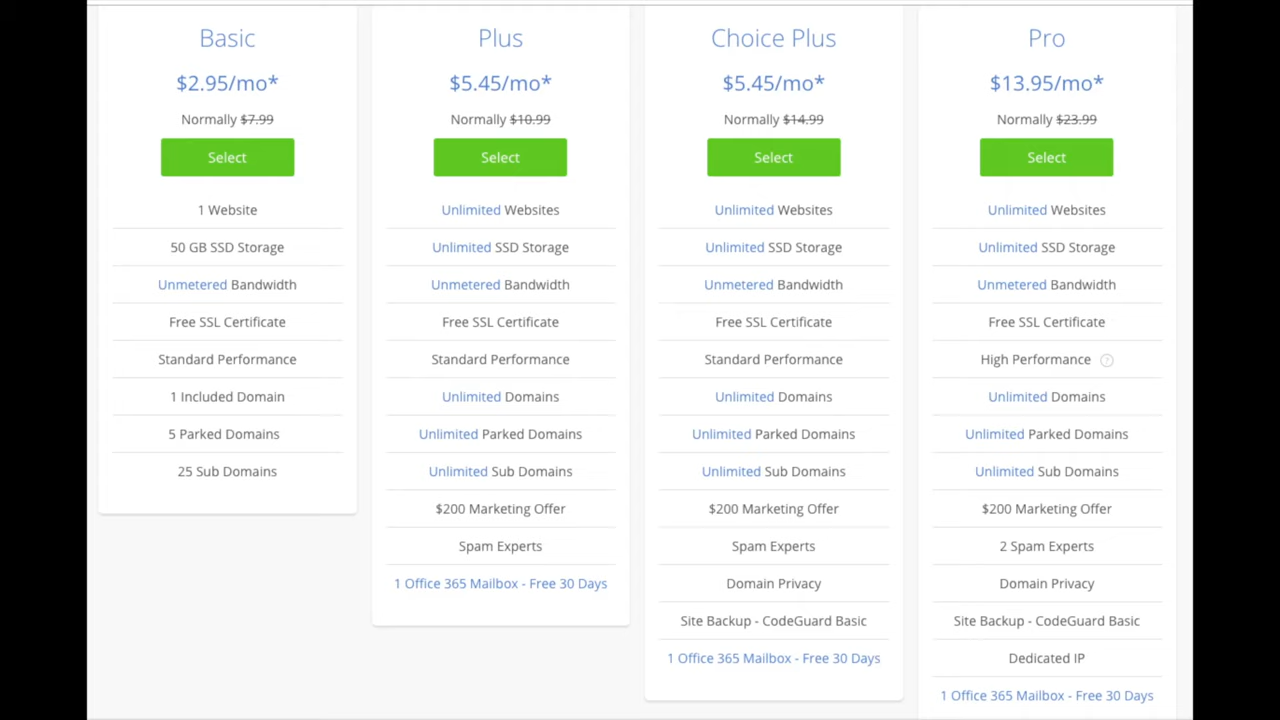 Basic
$2.95/mo*
Normally $7.99
Select
1 Website
50 GB SSD Storage
Unmetered Bandwidth
Free SSL Certificate
Standard Performance
1 Included Domain
5 Parked Domains
25 Sub Domains
Plus
$5.45/mo*
Normally $10.99
Select
Unlimited Websites
Unlimited SSD Storage
Unmetered Bandwidth
Free SSL Certificate
Standard Performance
Unlimited Domains
Unlimited Parked Domains
Unlimited Sub Domains
$200 Marketing Offer
Spam Experts
1 Office 365 Mailbox - Free 30 Days
Choice Plus
$5.45/mo*
Normally $14.99
Select
Unlimited Websites
Unlimited SSD Storage
Unmetered Bandwidth
Free SSL Certificate
Standard Performance
Unlimited Domains
Unlimited Parked Domains
Unlimited Sub Domains
$200 Marketing Offer
Spam Experts
Domain Privacy
Site Backup - CodeGuard Basic
1 Office 365 Mailbox - Free 30 Days
Pro
$13.95/mo*
Normally $23.99
Select
Unlimited Websites
Unlimited SSD Storage
Unmetered Bandwidth
Free SSL Certificate
High Performance ?
Unlimited Domains
Unlimited Parked Domains
Unlimited Sub Domains
$200 Marketing Offer
2 Spam Experts
Domain Privacy
Site Backup - CodeGuard Basic
Dedicated IP
1 Office 365 Mailbox - Free 30 Days